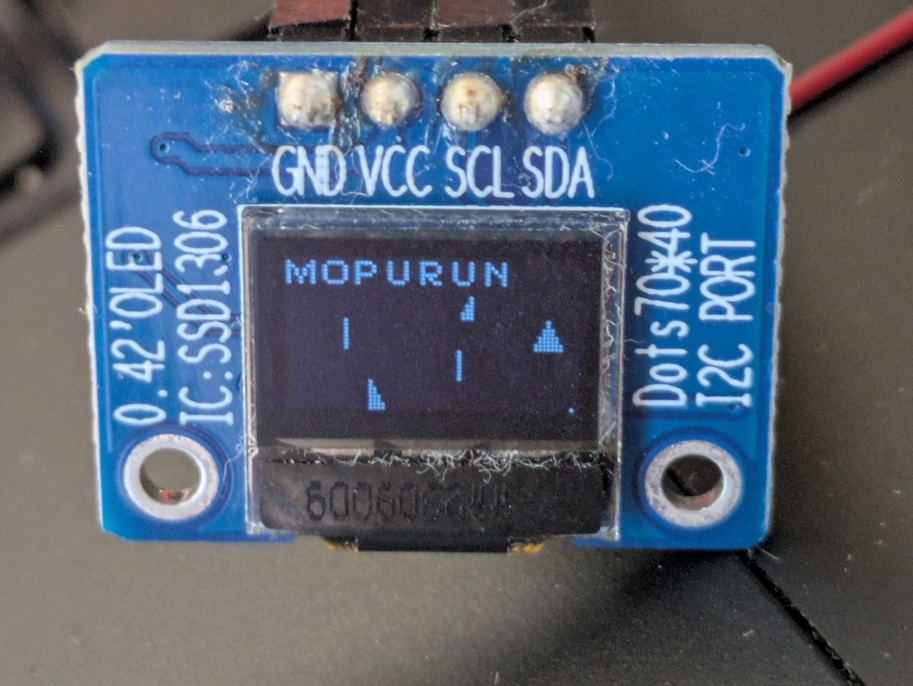 GND VCC SCL SDA
0.42'OLED
IC:SSD1306
MOPURUN
Dots70*40
I2C PORT